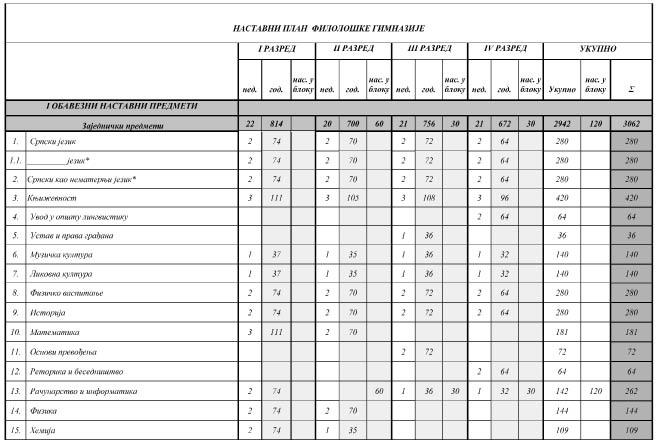 НАСТАВНИ ПЛАН ФИЛОЛОШКЕ ГИМНАЗИЈЕ
I РАЗРЕД II РАЗРЕД III РАЗРЕД IV РАЗРЕД УКУПНО
нед. год. нас. у блоку нед. год. нас. у блоку нед. год. нас. у блоку нед. год. нас. у блоку Укупно нас. у блоку Σ
I ОБАВЕЗНИ НАСТАВНИ ПРЕДМЕТИ
Заједнички предмети 22 814 20 700 60 21 756 30 21 672 30 2942 120 3062
1. Српски језик 2 74 2 70 2 72 2 64 280 280
1.1. _________језик* 2 74 2 70 2 72 2 64 280 280
2. Српски као нематерњи језик* 2 74 2 70 2 72 2 64 280 280
3. Књижевност 3 111 3 105 3 108 3 96 420 420
4. Увод у општу лингвистику 2 64 64 64
5. Устав и права грађана 1 36 36 36
6. Музичка култура 1 37 1 35 1 36 1 32 140 140
7. Ликовна култура 1 37 1 35 1 36 1 32 140 140
8. Физичко васпитање 2 74 2 70 2 72 2 64 280 280
9. Историја 2 74 2 70 2 72 2 64 280 280
10. Математика 3 111 2 70 181 181
11. Основи превођења 2 72 72 72
12. Реторика и беседништво 2 64 64 64
13. Рачунарство и информатика 2 74 60 1 36 30 1 32 30 142 120 262
14. Физика 2 74 2 70 144 144
15. Хемија 2 74 1 35 109 109